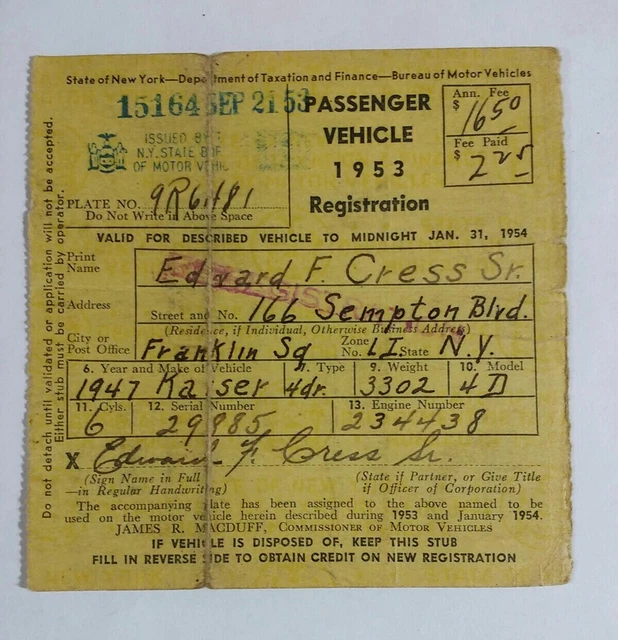 State of New York—Department of Taxation and Finance—Bureau of Motor Vehicles
15164 SEP 21 53
PASSENGER
VEHICLE
1953
Registration
Ann. Fee
$ 16 50
Fee Paid
$ 2 25
ISSUED BY
N.Y. STATE BUR
OF MOTOR VEHIC
PLATE NO. 9R6481
Do Not Write in Above Space
VALID FOR DESCRIBED VEHICLE TO MIDNIGHT JAN. 31, 1954
Print Name Edward F. Cress Sr.
Address Street and No. 166 Sempton Blvd.
(Residence, if Individual, Otherwise Business Address)
City or Post Office Franklin Sq Zone No. L.I. State N.Y.
6. Year and Make of Vehicle 7. Type 9. Weight 10. Model
1947 Kaiser 4dr. 3302 4D
11. Cyls. 12. Serial Number 13. Engine Number
6 29985 234438
X Edward F. Cress Sr.
(Sign Name in Full
—in Regular Handwriting)
(State if Partner, or Give Title
if Officer of Corporation)
The accompanying plate has been assigned to the above named to be
used on the motor vehicle herein described during 1953 and January 1954.
JAMES R. MACDUFF, COMMISSIONER OF MOTOR VEHICLES
IF VEHICLE IS DISPOSED OF, KEEP THIS STUB
FILL IN REVERSE SIDE TO OBTAIN CREDIT ON NEW REGISTRATION
Do not detach until validated or application will not be accepted.
Either stub must be carried by operator.